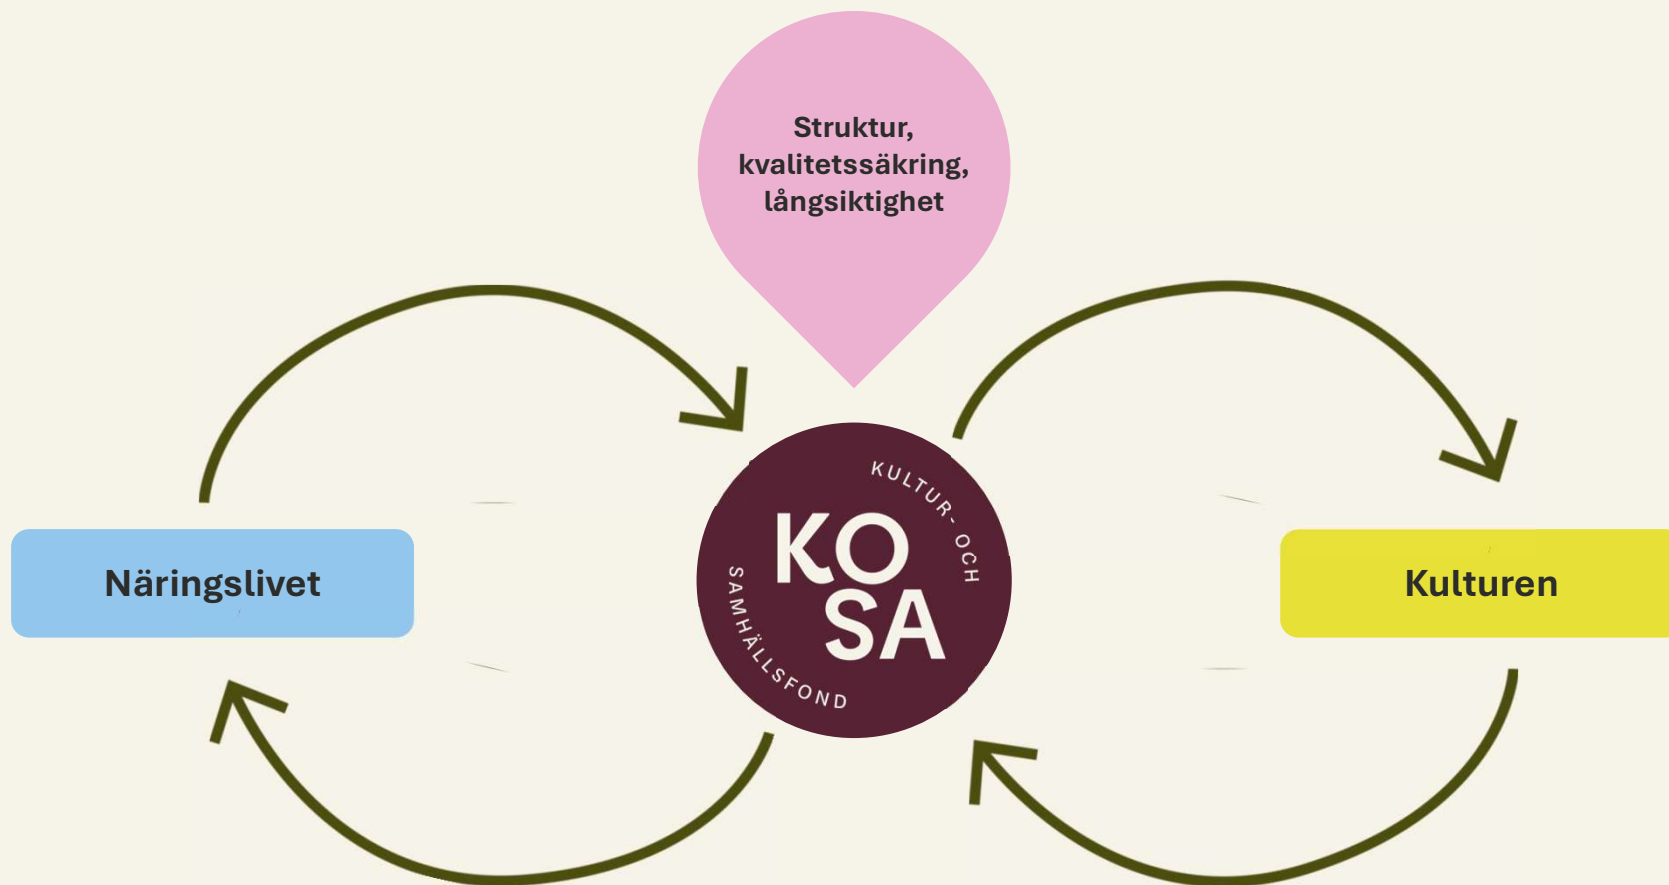 Struktur,
kvalitetssäkring,
långsiktighet
KULTUR- OCH
KO
SA
SAMHÄLLSFOND
Näringslivet
Kulturen